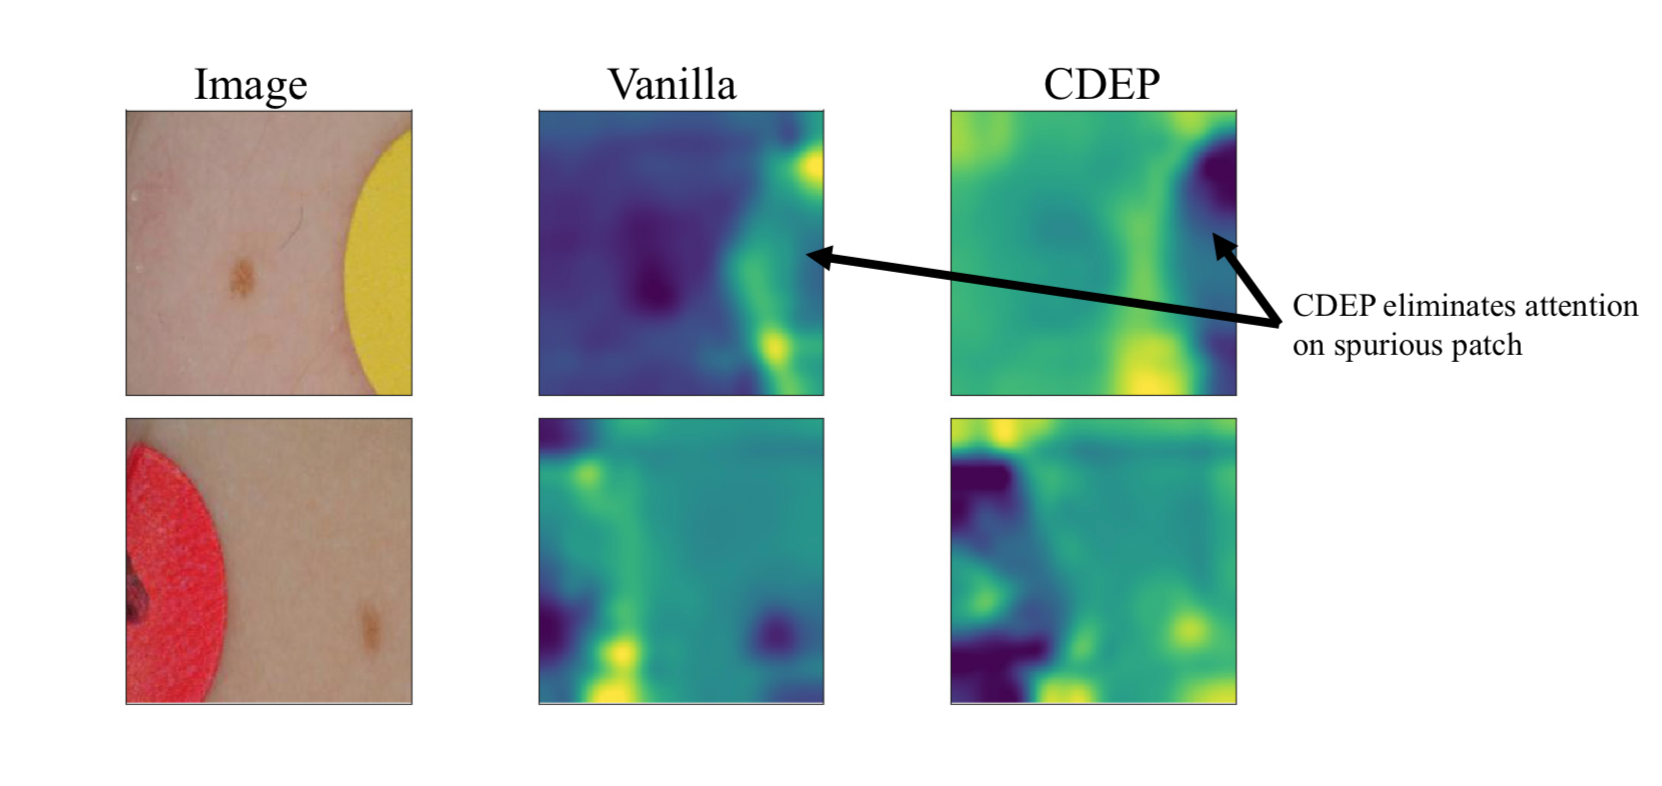 Image
Vanilla
CDEP
CDEP eliminates attention
on spurious patch